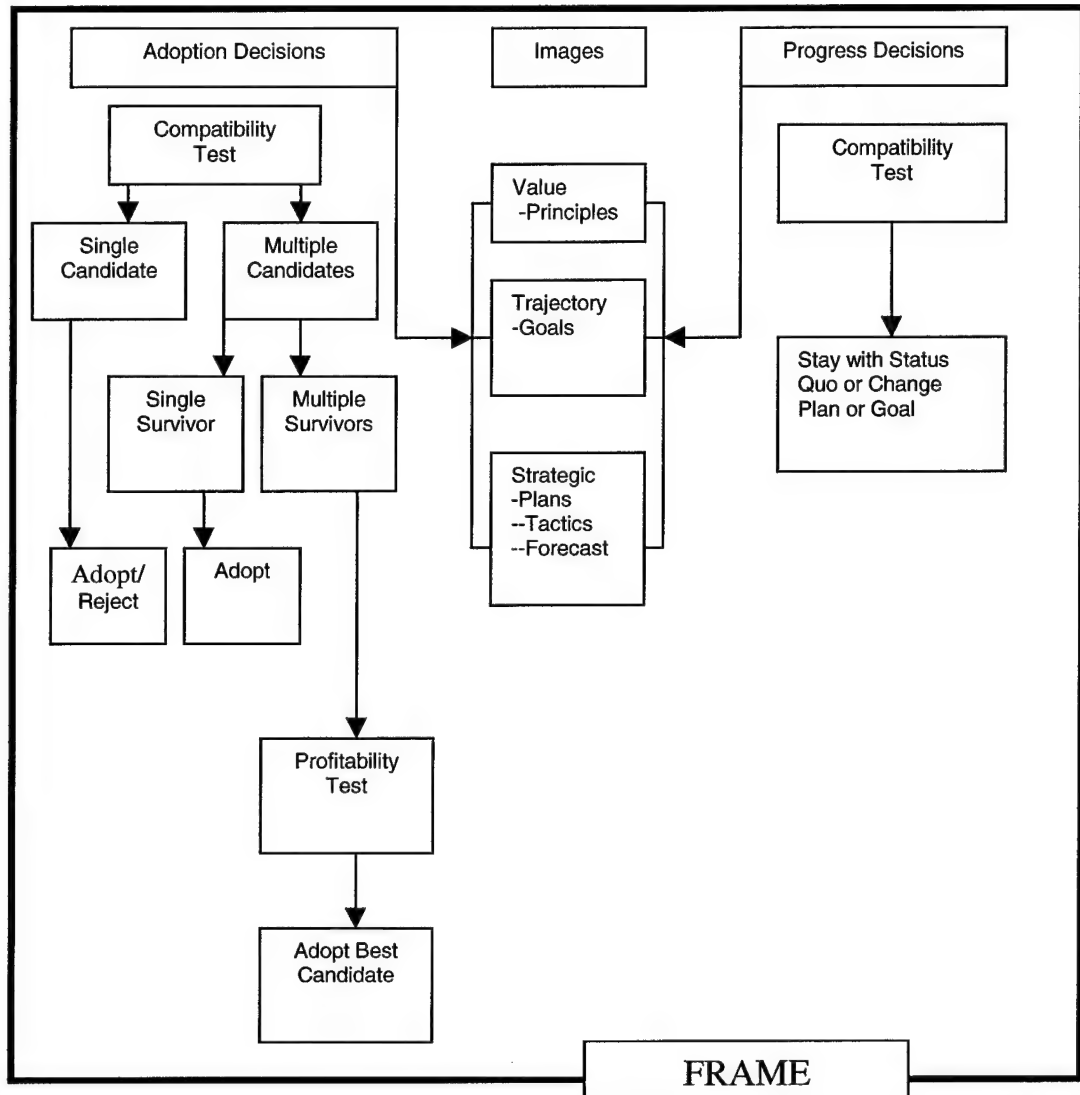 Adoption Decisions
Images
Progress Decisions
Compatibility
Test
Compatibility
Test
Value
-Principles
Single
Candidate
Multiple
Candidates
Trajectory
-Goals
Stay with Status
Quo or Change
Plan or Goal
Single
Survivor
Multiple
Survivors
Strategic
-Plans
--Tactics
--Forecast
Adopt/
Reject
Adopt
Profitability
Test
Adopt Best
Candidate
FRAME